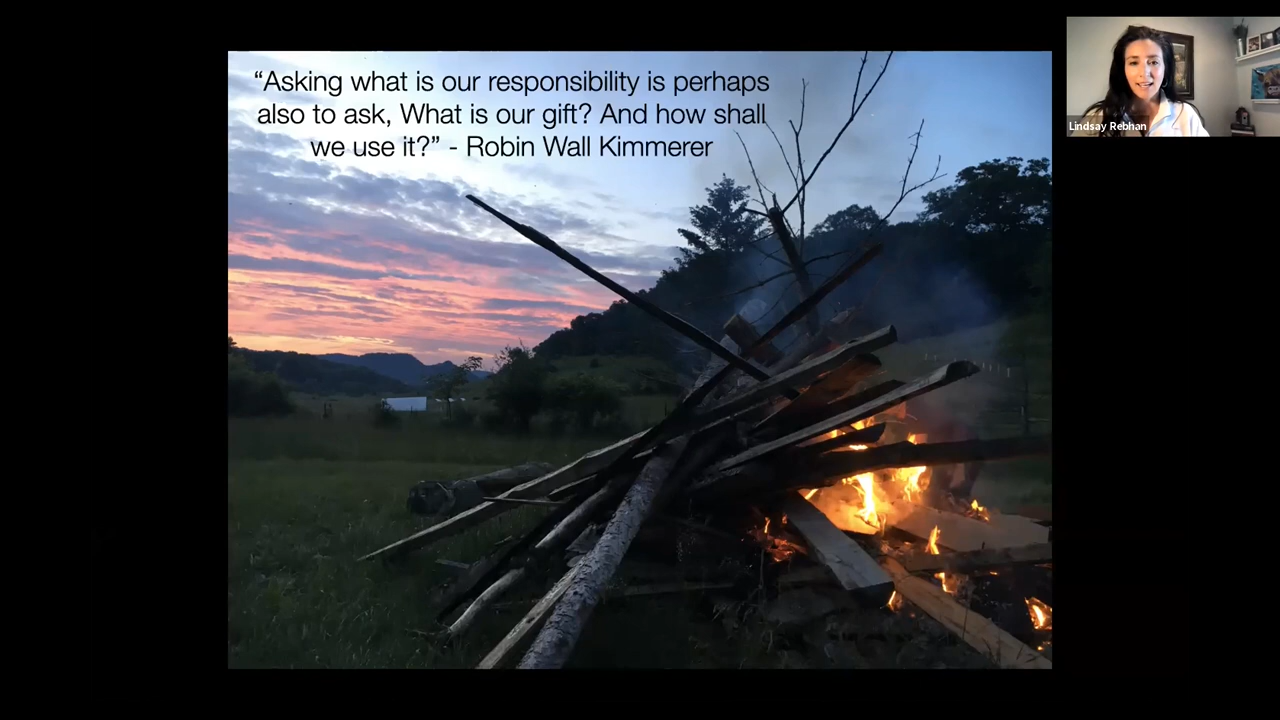 “Asking what is our responsibility is perhaps
also to ask, What is our gift? And how shall
we use it?” - Robin Wall Kimmerer
Lindsay Rebhan